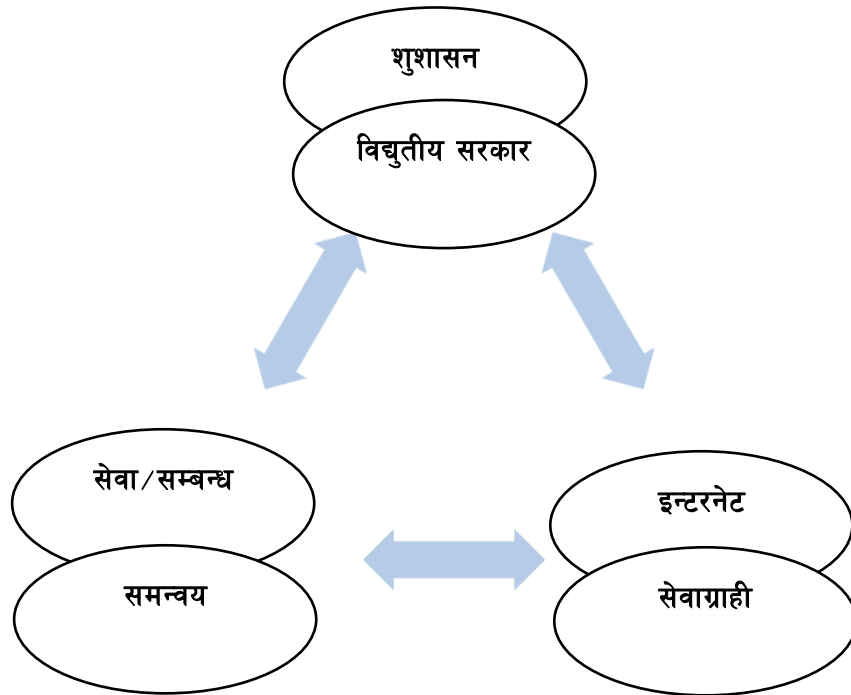 शुशासन
विद्युतीय सरकार
सेवा/सम्बन्ध
समन्वय
इन्टरनेट
सेवाग्राही